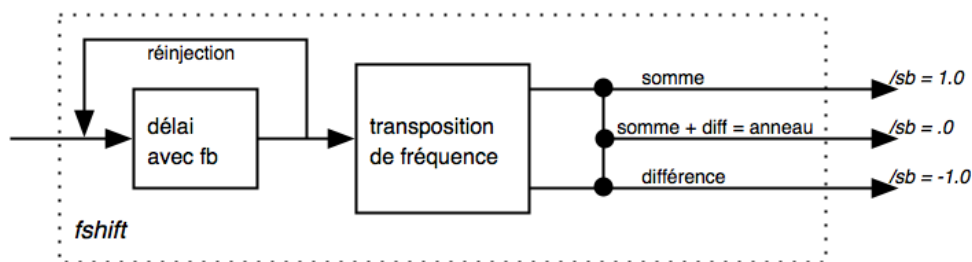 réinjection
délai
avec fb
transposition
de fréquence
somme
/sb = 1.0
somme + diff = anneau
/sb = .0
différence
/sb = -1.0
fshift